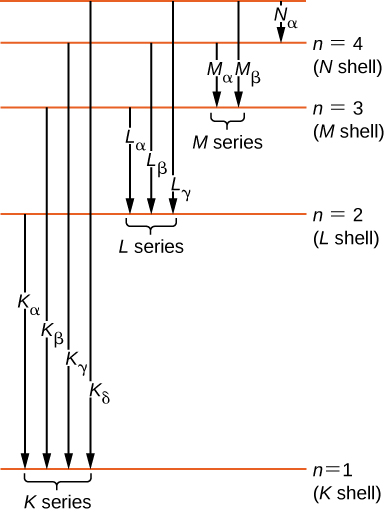 Nα
n = 4
(N shell)
Mα
Mβ
n = 3
(M shell)
M series
Lα
Lβ
Lγ
n = 2
(L shell)
L series
Kα
Kβ
Kγ
Kδ
n=1
(K shell)
K series